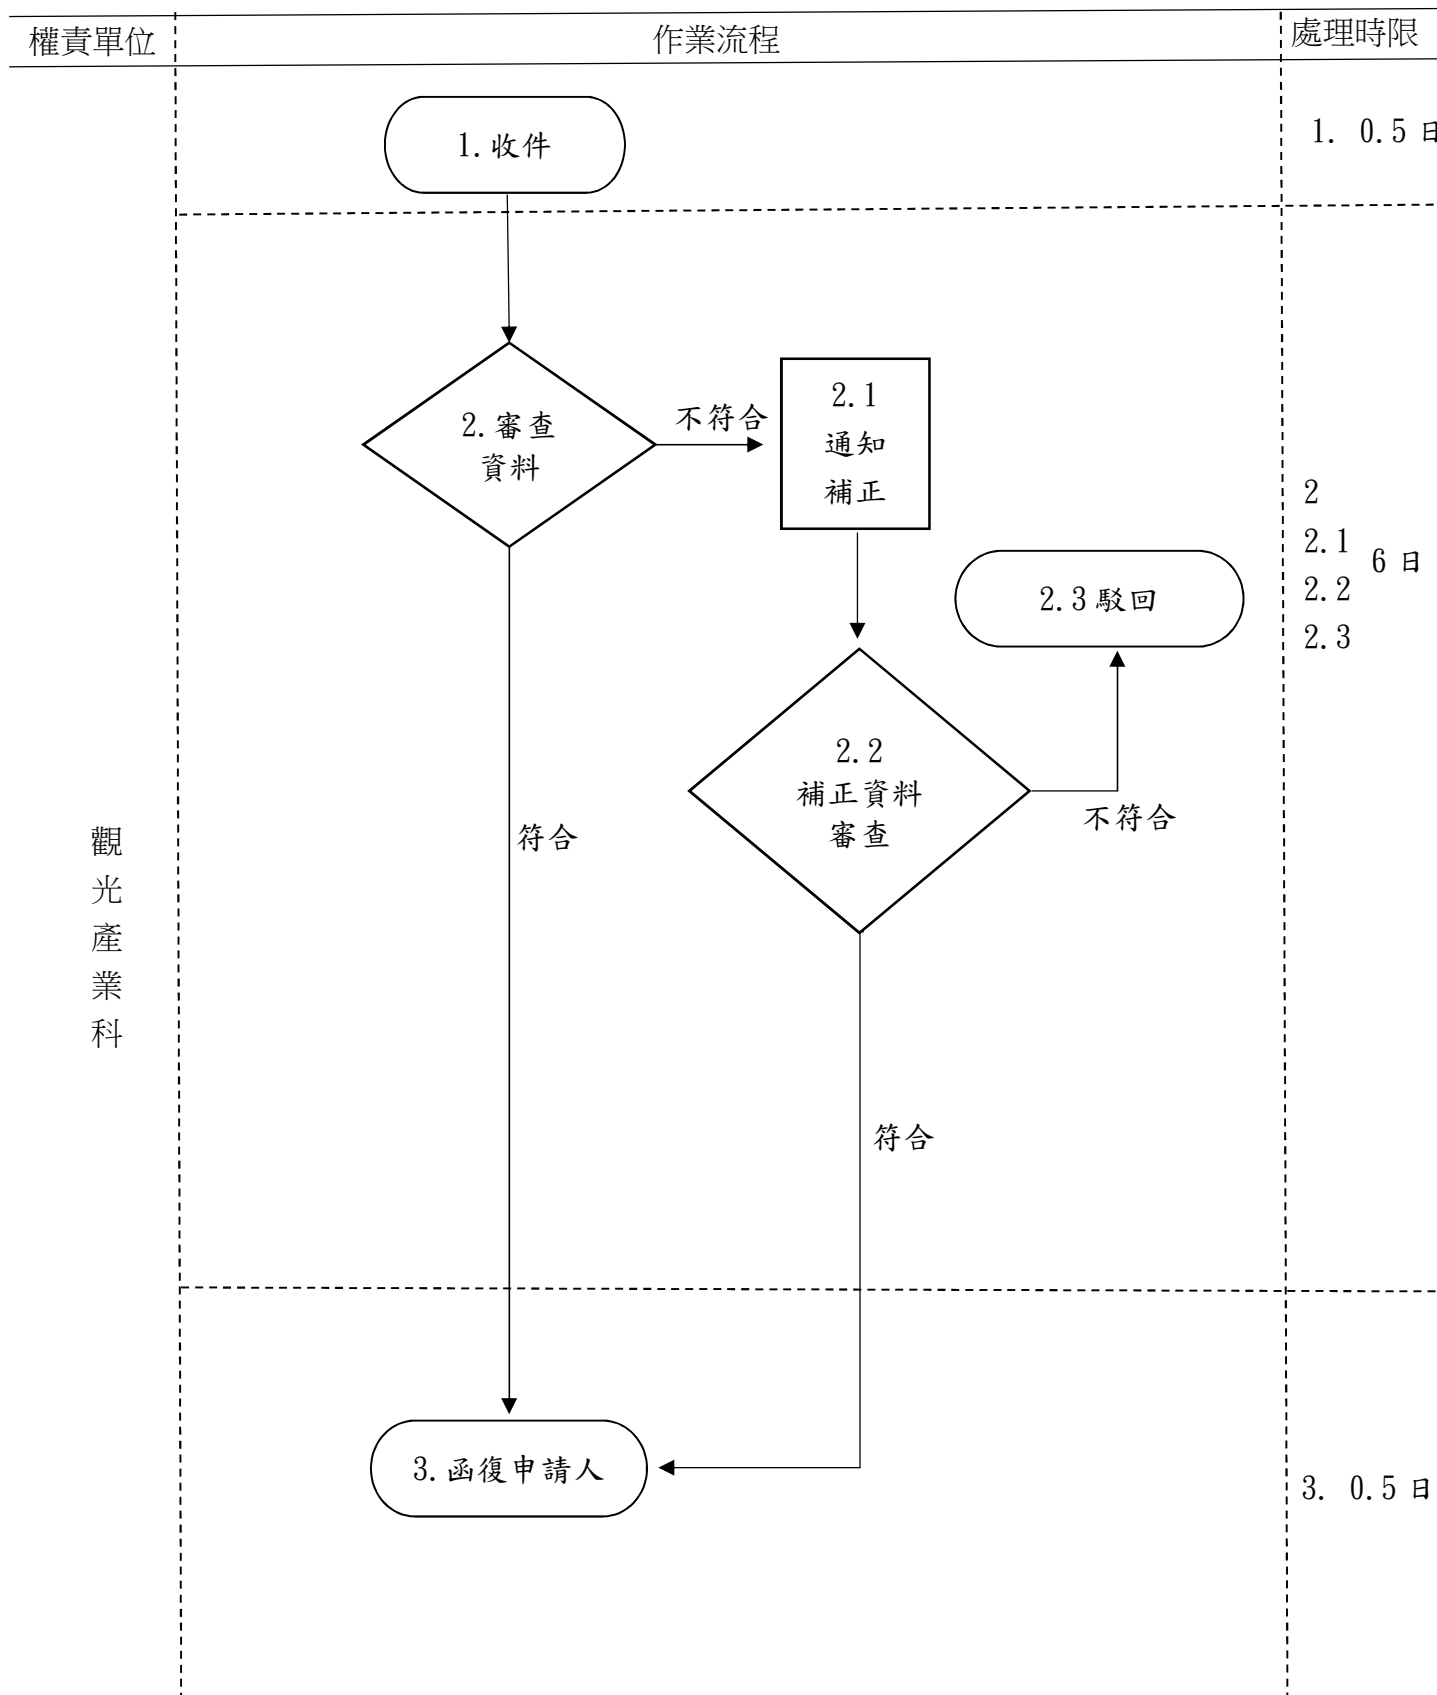 權責單位
作業流程
處理時限
1.收件
1. 0.5日
2.審查
資料
不符合
2.1
通知
補正
2
2.1
2.2
2.3
6日
2.3駁回
2.2
補正資料
審查
不符合
符合
觀
光
產
業
科
符合
3.函復申請人
3. 0.5日